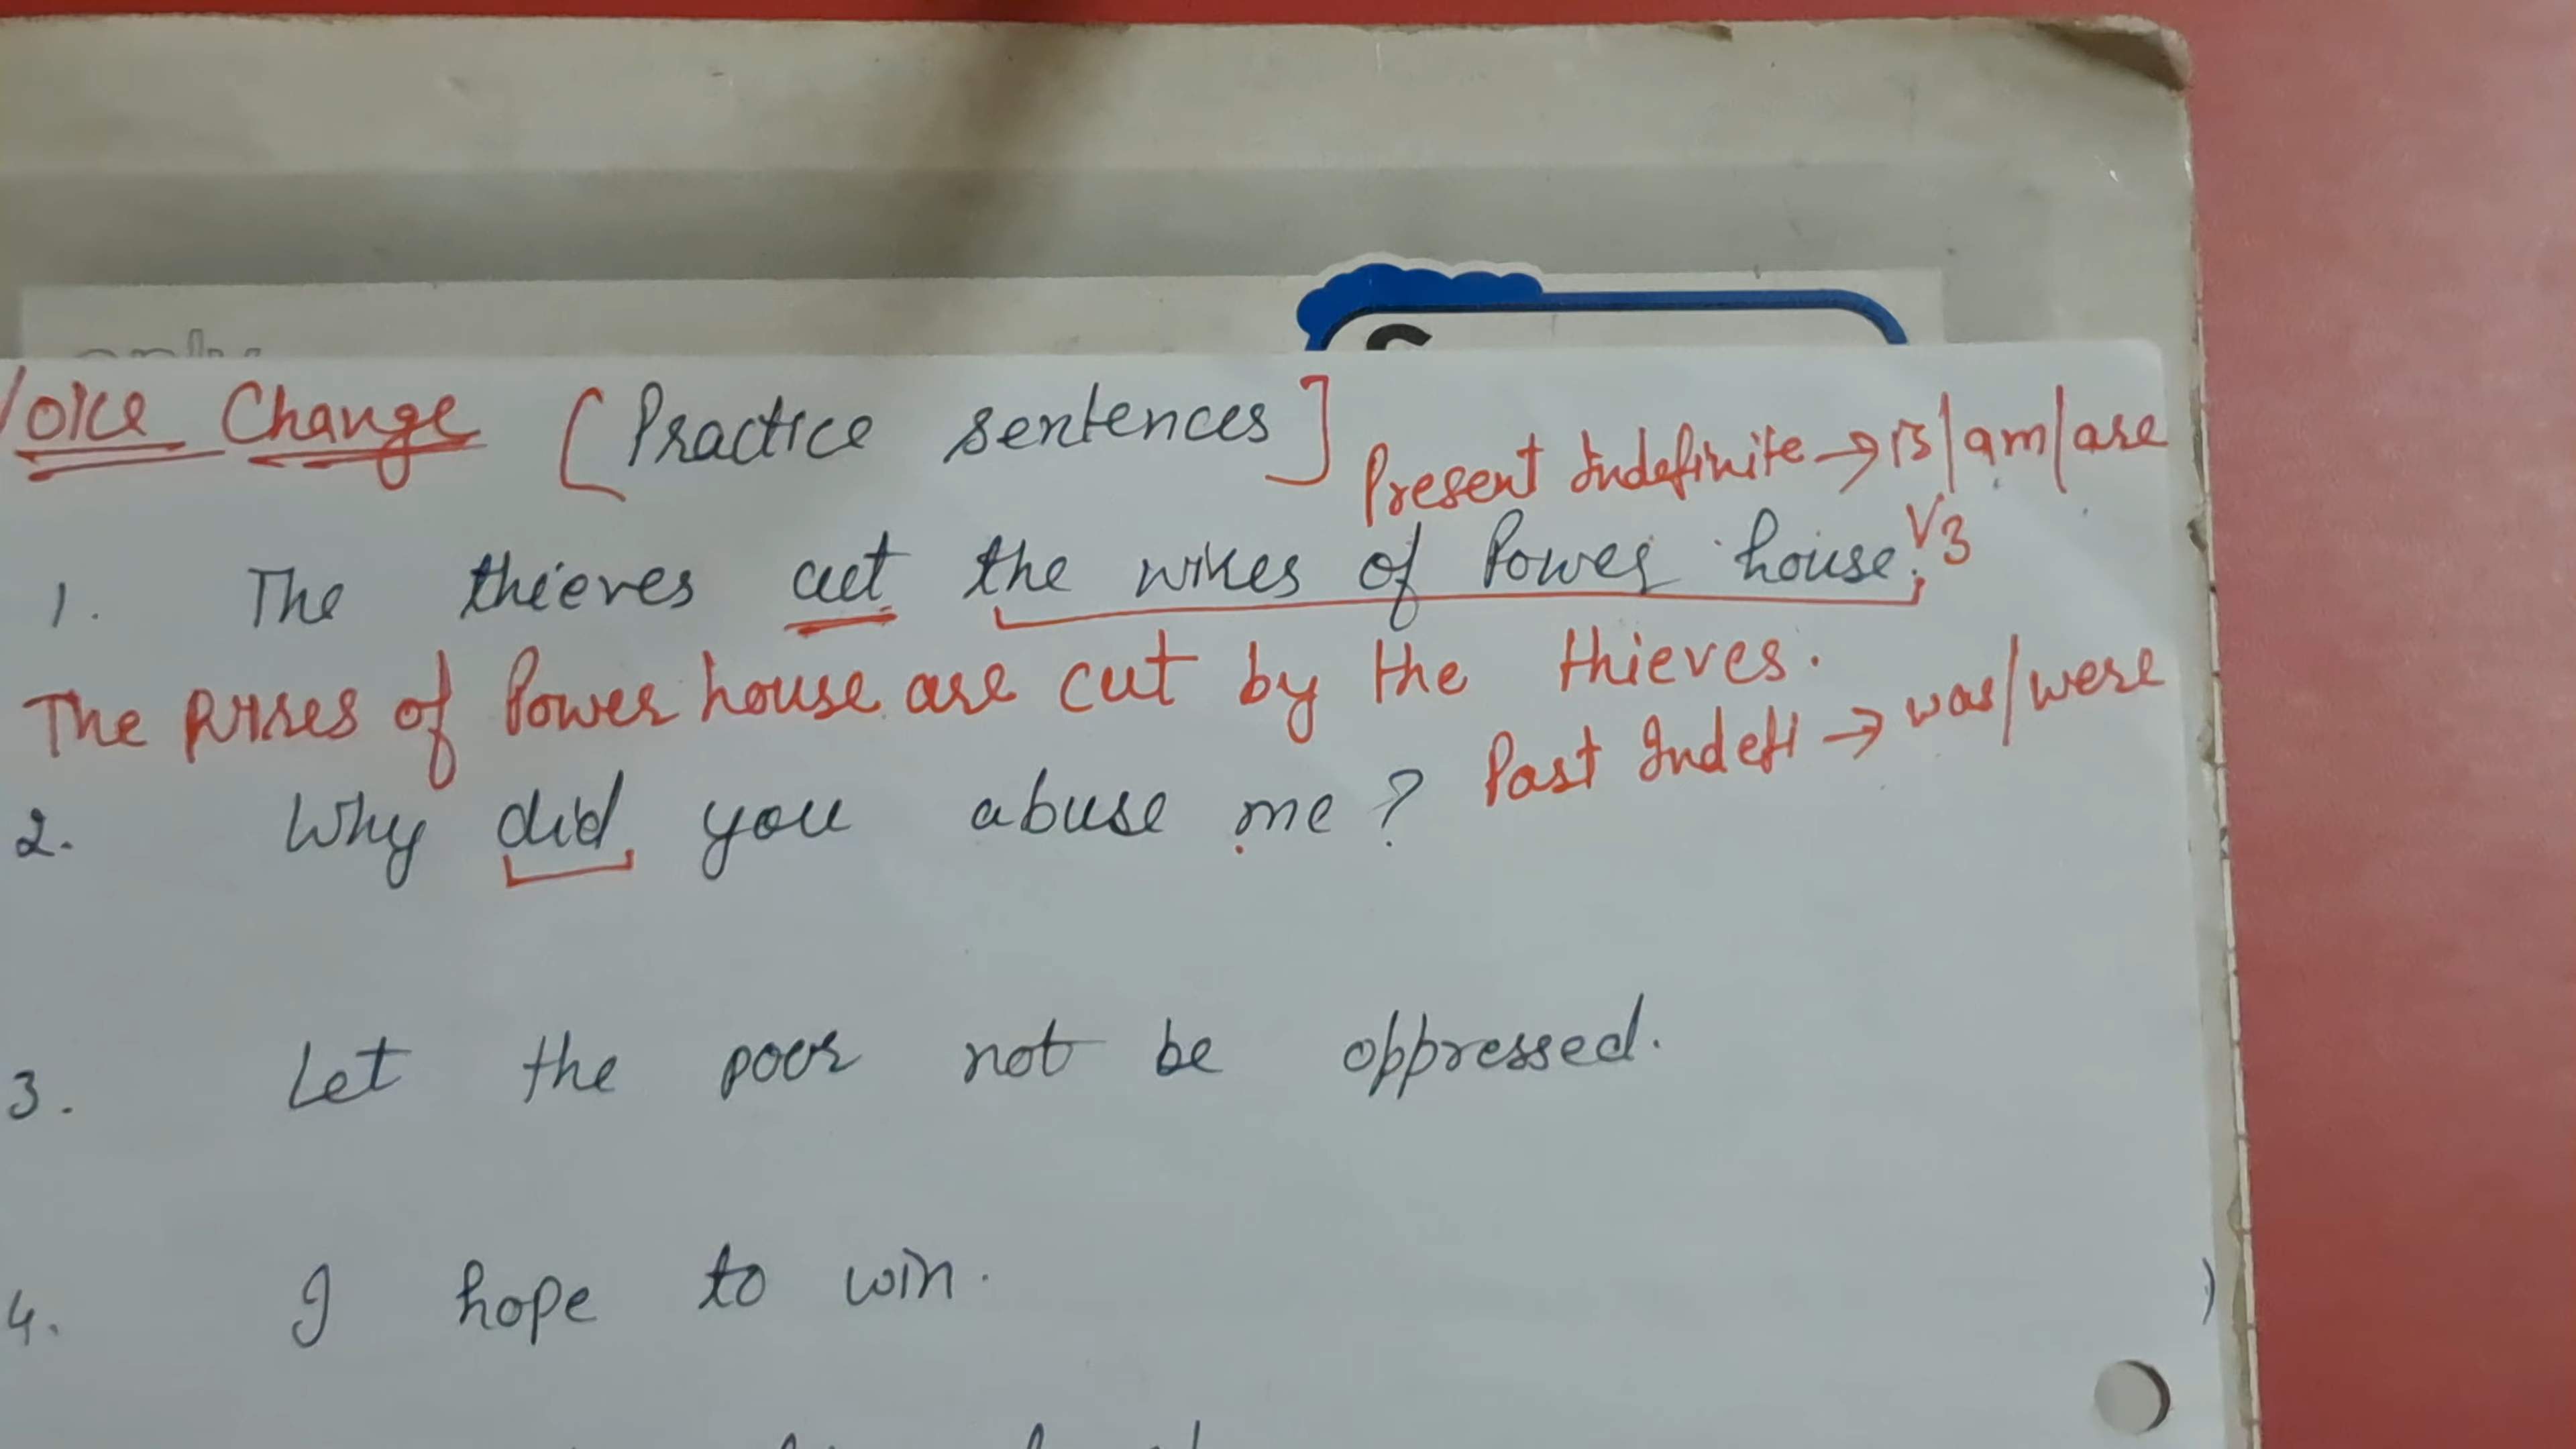 Voice Change [Practice sentences]
Present Indefinite → is/am/are
V3
1. The thieves cut the wires of Power house.
The wires of Power house are cut by the thieves.
Past Indefi → was/were
2. Why did you abuse me?
3. Let the poor not be oppressed.
4. I hope to win.